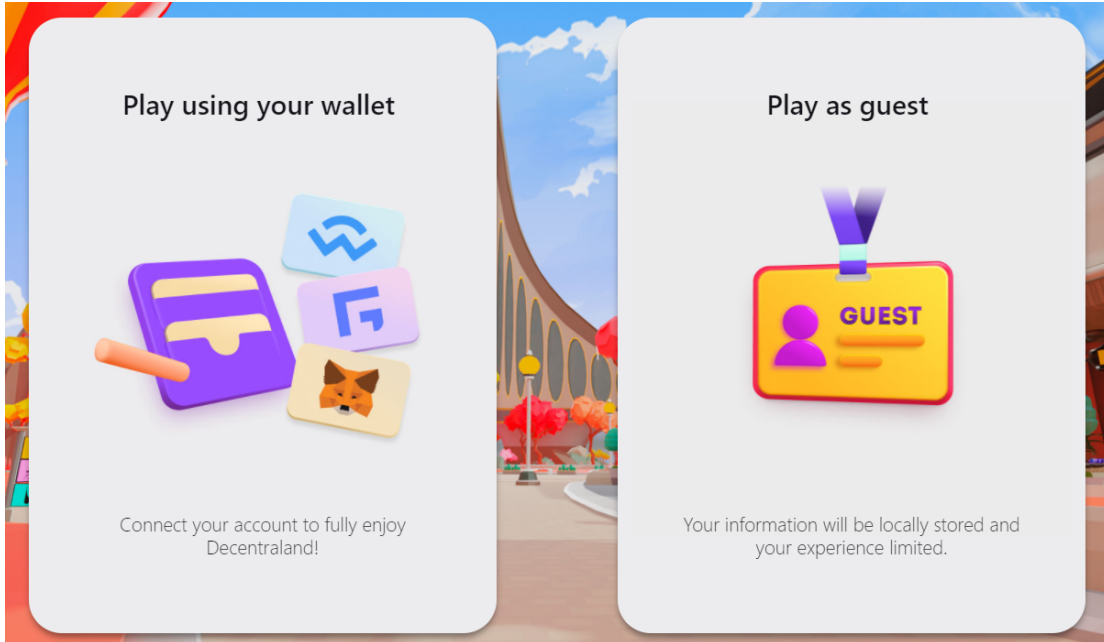 Play using your wallet
Connect your account to fully enjoy
Decentraland!
Play as guest
GUEST
Your information will be locally stored and
your experience limited.